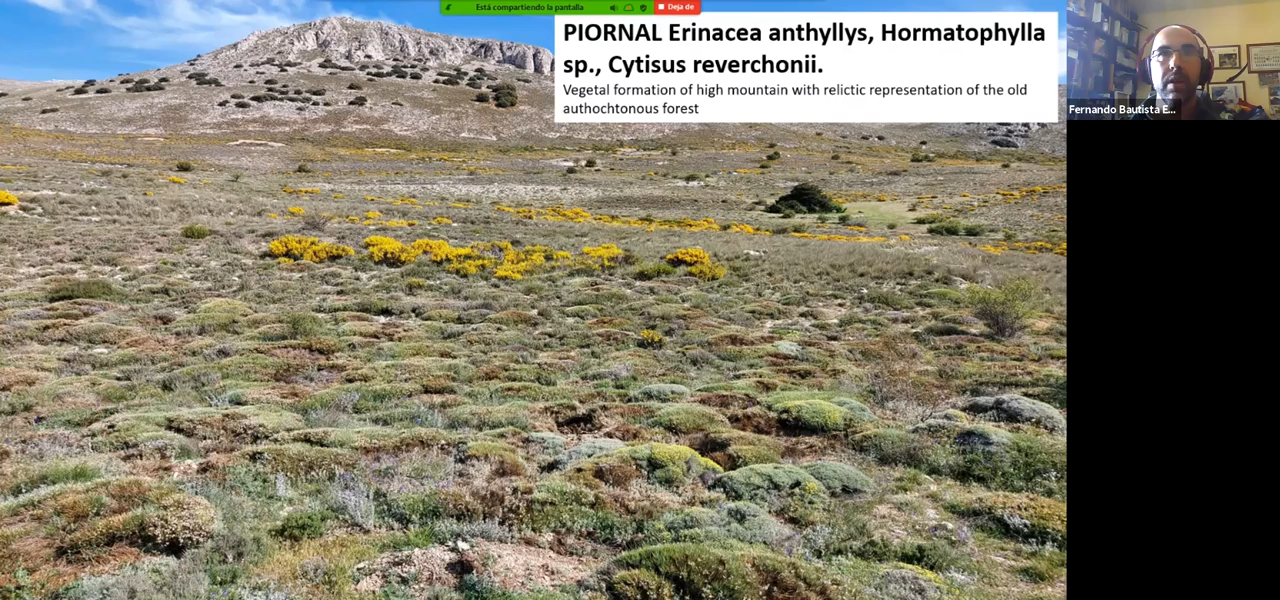 Está compartiendo la pantalla
Deja de
PIORNAL Erinacea anthyllys, Hormatophylla
sp., Cytisus reverchonii.
Vegetal formation of high mountain with relictic representation of the old
authochtonous forest
Fernando Bautista E...